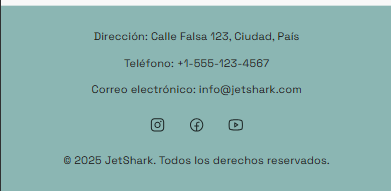 Dirección: Calle Falsa 123, Ciudad, País
Teléfono: +1-555-123-4567
Correo electrónico: info@jetshark.com
© 2025 JetShark. Todos los derechos reservados.